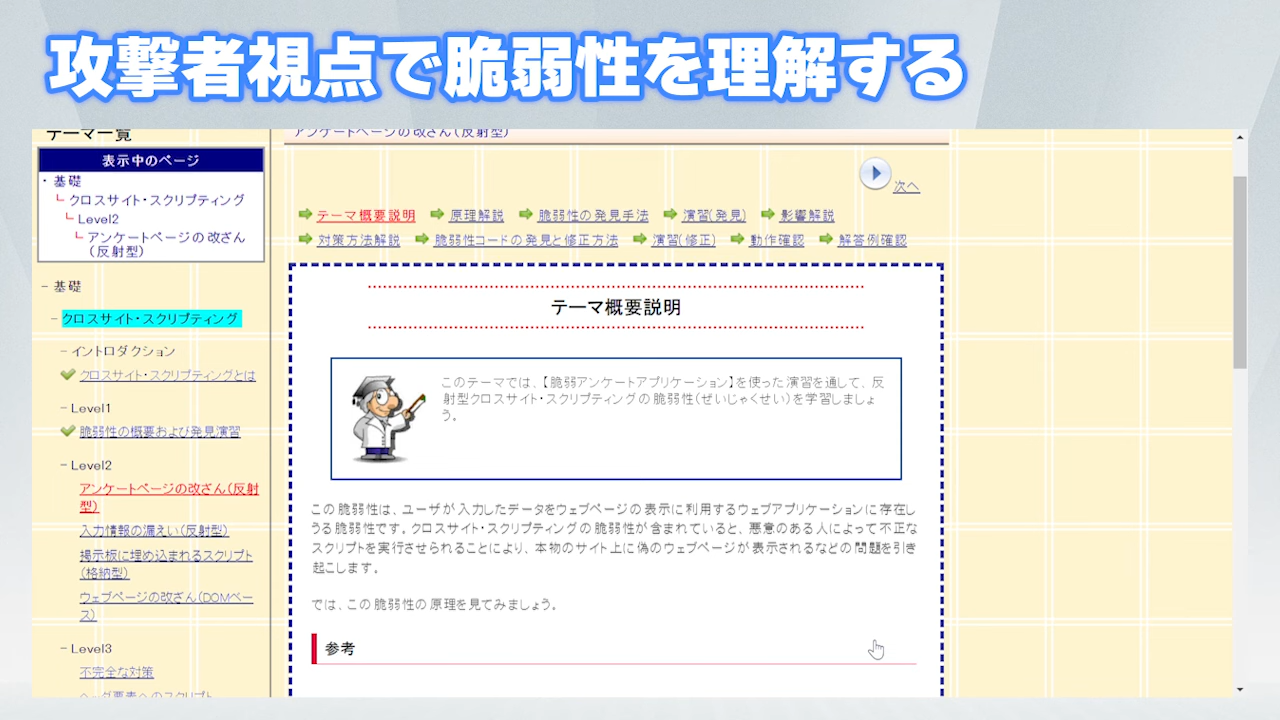 攻撃者視点で脆弱性を理解する
テーマ一覧
表示中のページ
・基礎
クロスサイト・スクリプティング
Level2
アンケートページの改ざん
(反射型)
－基礎
－クロスサイト・スクリプティング
－イントロダクション
クロスサイト・スクリプティングとは
－Level1
脆弱性の概要および発見演習
－Level2
アンケートページの改ざん(反射
型)
入力情報の漏えい(反射型)
掲示板に埋め込まれるスクリプト
(格納型)
ウェブページの改ざん(DOMベー
ス)
－Level3
不完全な対策
ヘッダ要素へのスクリプト
アンケートページの改ざん(反射型)
次へ
テーマ概要説明 原理解説 脆弱性の発見手法 演習(発見) 影響解説
対策方法解説 脆弱性コードの発見と修正方法 演習(修正) 動作確認 解答例確認
テーマ概要説明
このテーマでは、【脆弱アンケートアプリケーション】を使った演習を通して、反
射型クロスサイト・スクリプティングの脆弱性(ぜいじゃくせい)を学習しましょ
う。
この脆弱性は、ユーザが入力したデータをウェブページの表示に利用するウェブアプリケーションに存在し
うる脆弱性です。クロスサイト・スクリプティングの脆弱性が含まれていると、悪意のある人によって不正な
スクリプトを実行させられることにより、本物のサイト上に偽のウェブページが表示されるなどの問題を引き
起こします。
では、この脆弱性の原理を見てみましょう。
参考